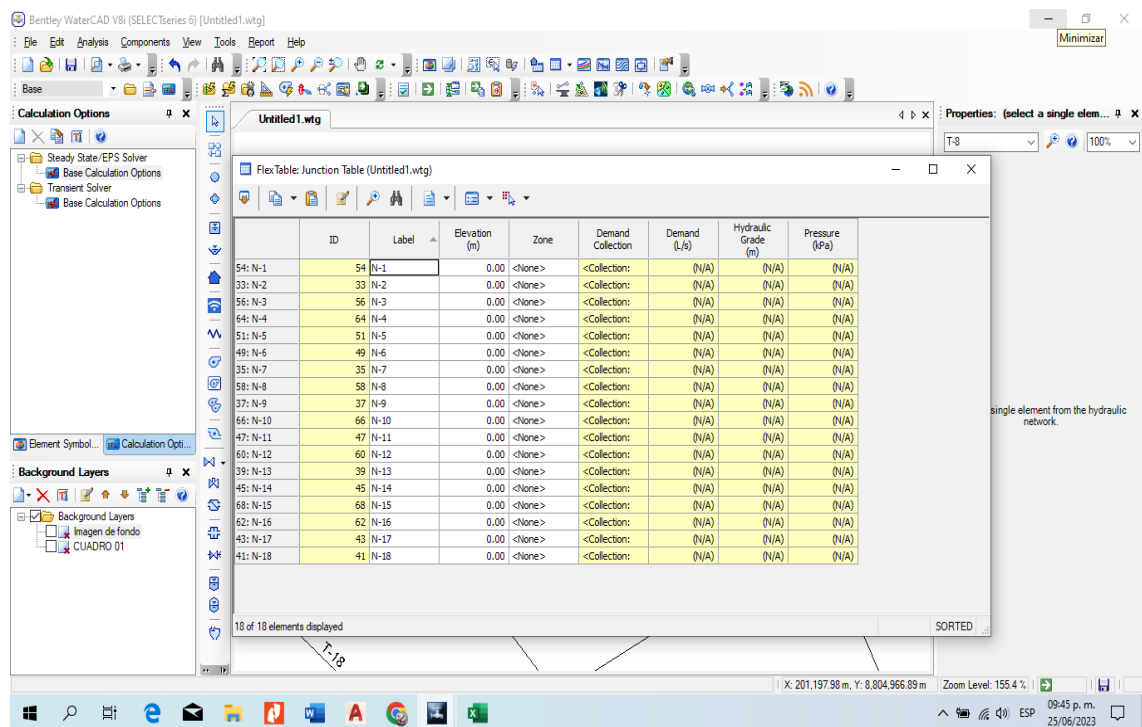 Bentley WaterCAD V8i (SELECTseries 6) [Untitled1.wtg]
Minimizar
File Edit Analysis Components View Tools Report Help
Base
Calculation Options
Steady State/EPS Solver
Base Calculation Options
Transient Solver
Base Calculation Options
Element Symbol... Calculation Opti...
Background Layers
Background Layers
Imagen de fondo
CUADRO 01
Untitled1.wtg
Properties: (select a single elem...
T-8 100%
single element from the hydraulic
network.
FlexTable: Junction Table (Untitled1.wtg)
ID Label Elevation (m) Zone Demand Collection Demand (L/s) Hydraulic Grade (m) Pressure (kPa)
54: N-1 54 N-1 0.00 <None> <Collection: (N/A) (N/A) (N/A)
33: N-2 33 N-2 0.00 <None> <Collection: (N/A) (N/A) (N/A)
56: N-3 56 N-3 0.00 <None> <Collection: (N/A) (N/A) (N/A)
64: N-4 64 N-4 0.00 <None> <Collection: (N/A) (N/A) (N/A)
51: N-5 51 N-5 0.00 <None> <Collection: (N/A) (N/A) (N/A)
49: N-6 49 N-6 0.00 <None> <Collection: (N/A) (N/A) (N/A)
35: N-7 35 N-7 0.00 <None> <Collection: (N/A) (N/A) (N/A)
58: N-8 58 N-8 0.00 <None> <Collection: (N/A) (N/A) (N/A)
37: N-9 37 N-9 0.00 <None> <Collection: (N/A) (N/A) (N/A)
66: N-10 66 N-10 0.00 <None> <Collection: (N/A) (N/A) (N/A)
47: N-11 47 N-11 0.00 <None> <Collection: (N/A) (N/A) (N/A)
60: N-12 60 N-12 0.00 <None> <Collection: (N/A) (N/A) (N/A)
39: N-13 39 N-13 0.00 <None> <Collection: (N/A) (N/A) (N/A)
45: N-14 45 N-14 0.00 <None> <Collection: (N/A) (N/A) (N/A)
68: N-15 68 N-15 0.00 <None> <Collection: (N/A) (N/A) (N/A)
62: N-16 62 N-16 0.00 <None> <Collection: (N/A) (N/A) (N/A)
43: N-17 43 N-17 0.00 <None> <Collection: (N/A) (N/A) (N/A)
41: N-18 41 N-18 0.00 <None> <Collection: (N/A) (N/A) (N/A)
18 of 18 elements displayed SORTED
T-18
X: 201,197.98 m, Y: 8,804,966.89 m Zoom Level: 155.4 %
ESP 09:45 p. m.
25/06/2023